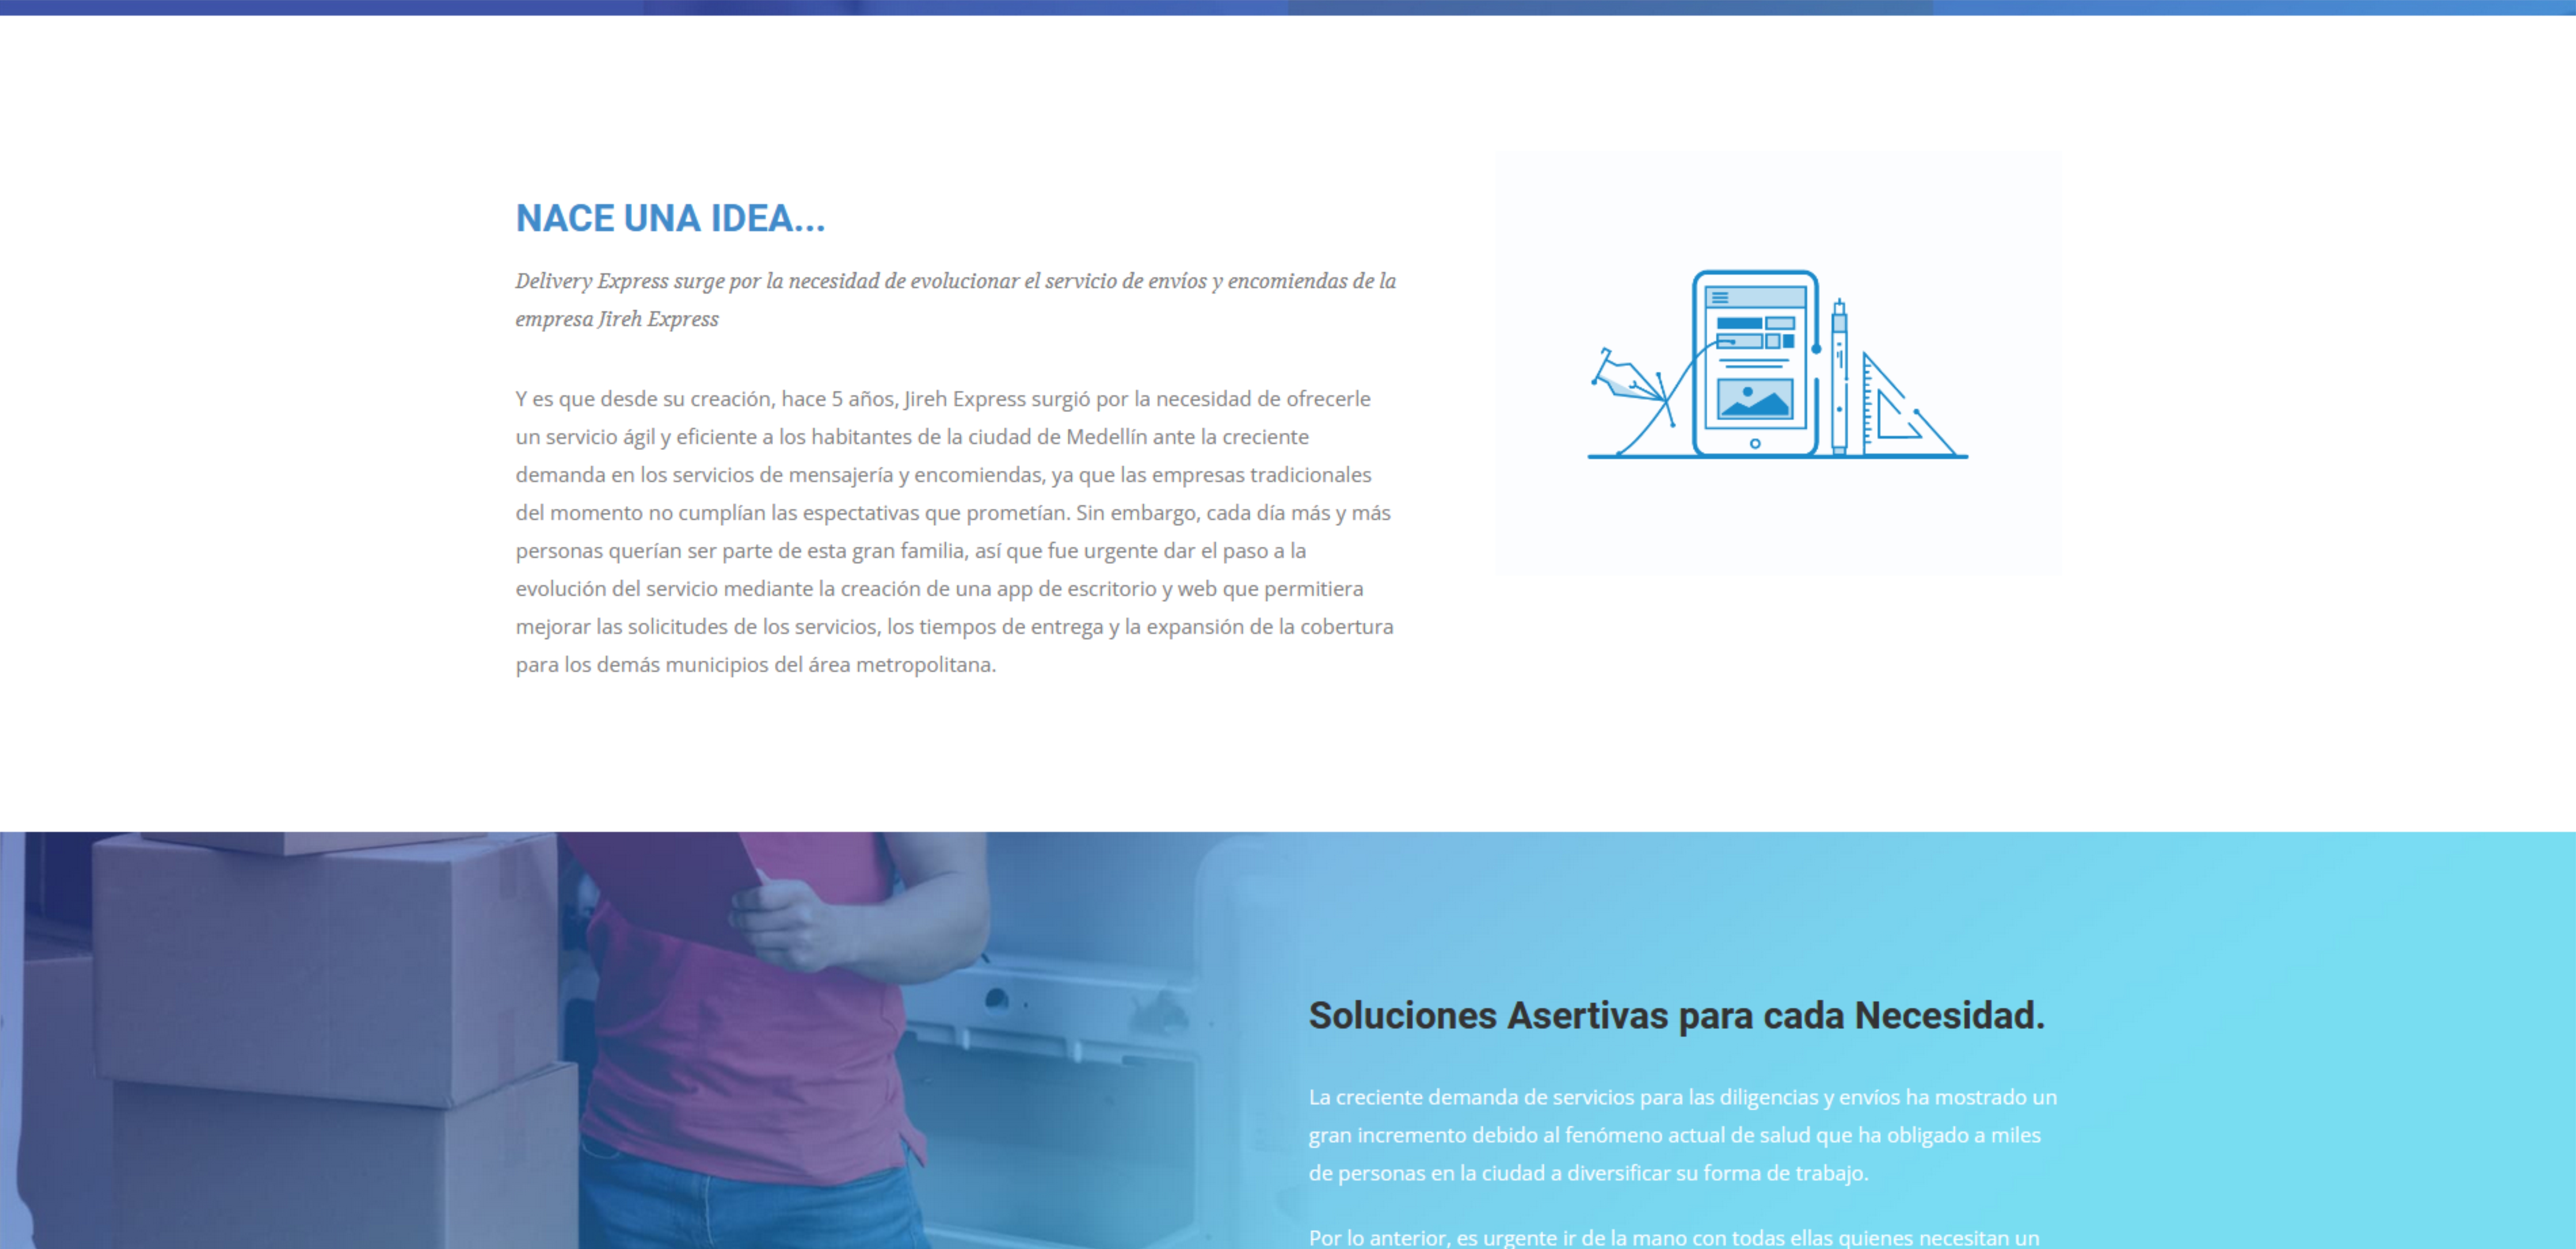 NACE UNA IDEA...
Delivery Express surge por la necesidad de evolucionar el servicio de envíos y encomiendas de la
empresa Jireh Express
Y es que desde su creación, hace 5 años, Jireh Express surgió por la necesidad de ofrecerle
un servicio ágil y eficiente a los habitantes de la ciudad de Medellín ante la creciente
demanda en los servicios de mensajería y encomiendas, ya que las empresas tradicionales
del momento no cumplían las espectativas que prometían. Sin embargo, cada día más y más
personas querían ser parte de esta gran familia, así que fue urgente dar el paso a la
evolución del servicio mediante la creación de una app de escritorio y web que permitiera
mejorar las solicitudes de los servicios, los tiempos de entrega y la expansión de la cobertura
para los demás municipios del área metropolitana.
Soluciones Asertivas para cada Necesidad.
La creciente demanda de servicios para las diligencias y envíos ha mostrado un
gran incremento debido al fenómeno actual de salud que ha obligado a miles
de personas en la ciudad a diversificar su forma de trabajo.
Por lo anterior, es urgente ir de la mano con todas ellas quienes necesitan un